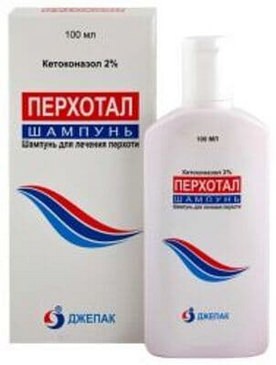 100 мл
Кетоконазол 2%
ПЕРХОТАЛ
ШАМПУНЬ
Шампунь для лечения перхоти
ДЖЕПАК
100 МЛ
Кетоконазол 2%
ПЕРХОТАЛ
ШАМПУНЬ
Шампунь для лечения перхоти
ДЖЕПАК